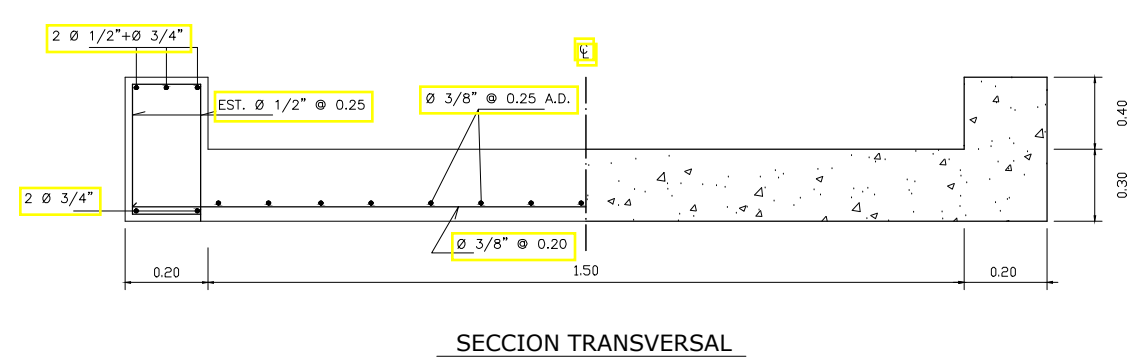 2 Ø 1/2"+Ø 3/4"
℄
EST. Ø 1/2" @ 0.25
Ø 3/8" @ 0.25 A.D.
0.40
0.30
2 Ø 3/4"
Ø 3/8" @ 0.20
0.20
1.50
0.20
SECCION TRANSVERSAL